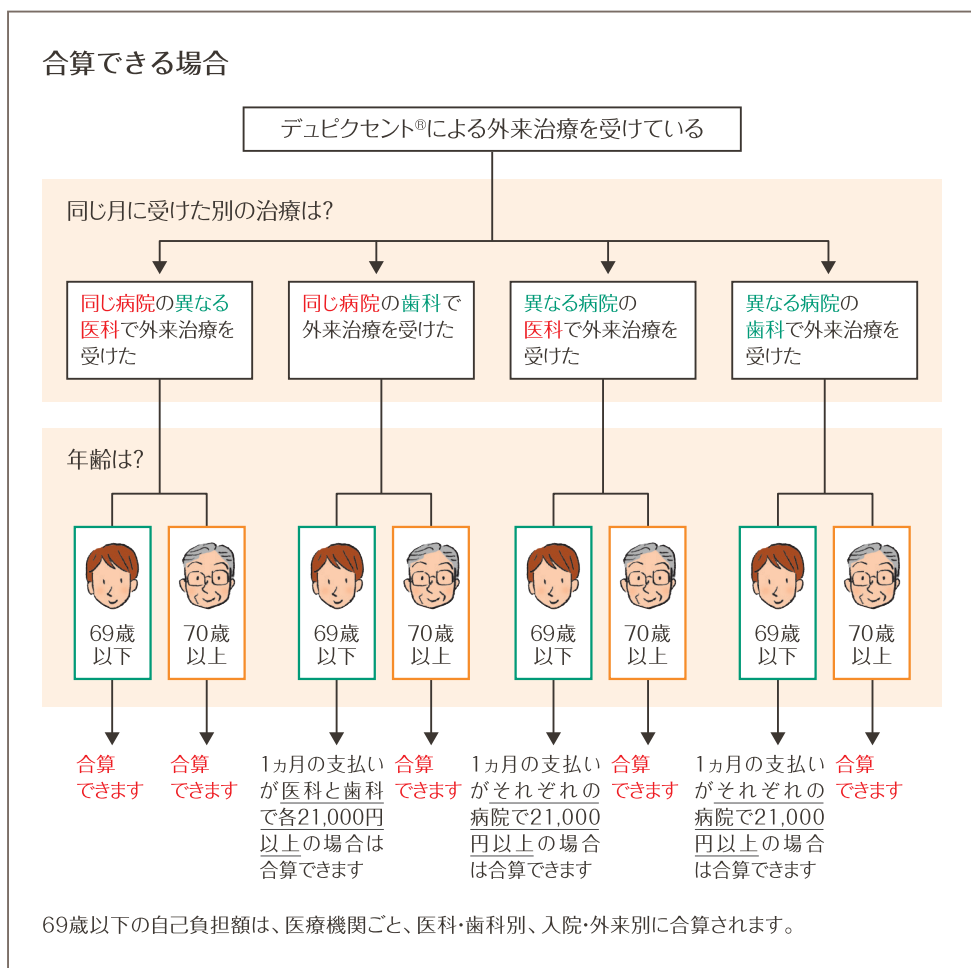 合算できる場合
デュピクセント®による外来治療を受けている
同じ月に受けた別の治療は?
同じ病院の異なる
医科で外来治療を
受けた
同じ病院の歯科で
外来治療を受けた
異なる病院の
医科で外来治療を
受けた
異なる病院の
歯科で外来治療を
受けた
年齢は?
69歳
以下
70歳
以上
69歳
以下
70歳
以上
69歳
以下
70歳
以上
69歳
以下
70歳
以上
合算
できます
合算
できます
1ヵ月の支払い
が医科と歯科
で各21,000円
以上の場合は
合算できます
合算
できます
1ヵ月の支払い
がそれぞれの
病院で21,000
円以上の場合
は合算できます
合算
できます
1ヵ月の支払い
がそれぞれの
病院で21,000
円以上の場合
は合算できます
合算
できます
69歳以下の自己負担額は、医療機関ごと、医科・歯科別、入院・外来別に合算されます。